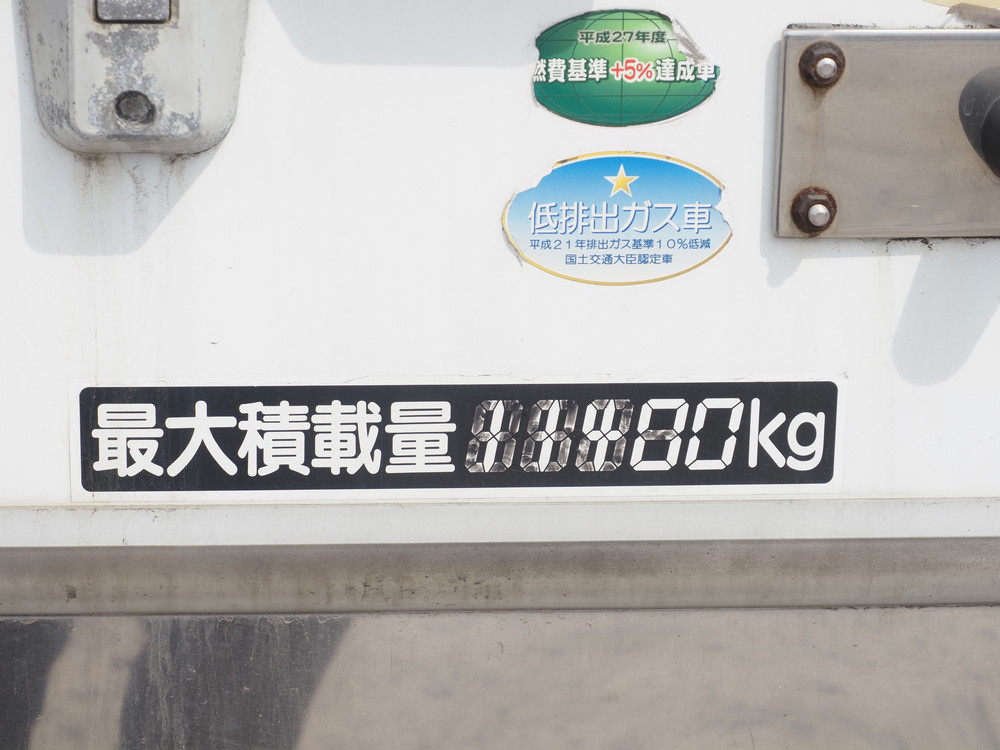 平成27年度
燃費基準+5%達成車
低排出ガス車
平成21年排出ガス基準10%低減
国土交通大臣認定車
最大積載量 11180kg